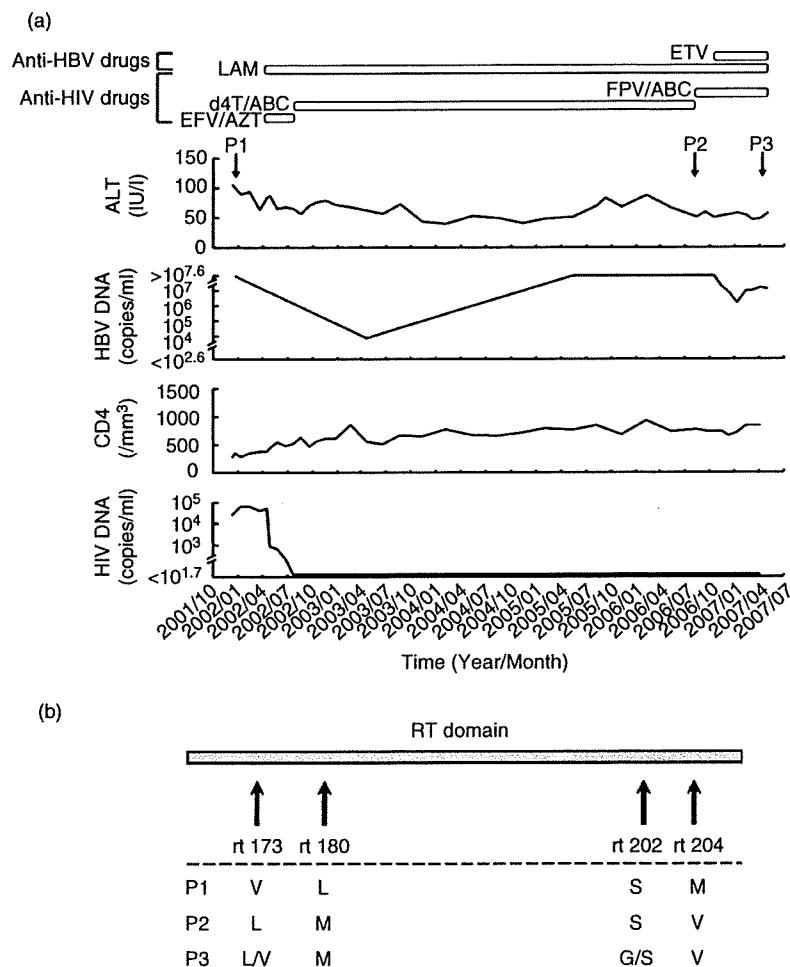 (a)
Anti-HBV drugs
ETV
LAM
Anti-HIV drugs
FPV/ABC
d4T/ABC
EFV/AZT
P1 P2 P3
ALT
(IU/l)
150
100
50
0
HBV DNA
(copies/ml)
>10^7.6
10^7
10^6
10^5
10^4
<10^2.6
CD4
(/mm^3)
1500
1000
500
0
HIV DNA
(copies/ml)
10^5
10^4
10^3
<10^1.7
2001/10
2002/01
2002/04
2002/07
2002/10
2003/01
2003/04
2003/07
2003/10
2004/01
2004/04
2004/07
2004/10
2005/01
2005/04
2005/07
2005/10
2006/01
2006/04
2006/07
2006/10
2007/01
2007/04
2007/07
Time (Year/Month)
(b)
RT domain
rt 173 rt 180 rt 202 rt 204
P1 V L S M
P2 L M S V
P3 L/V M G/S V